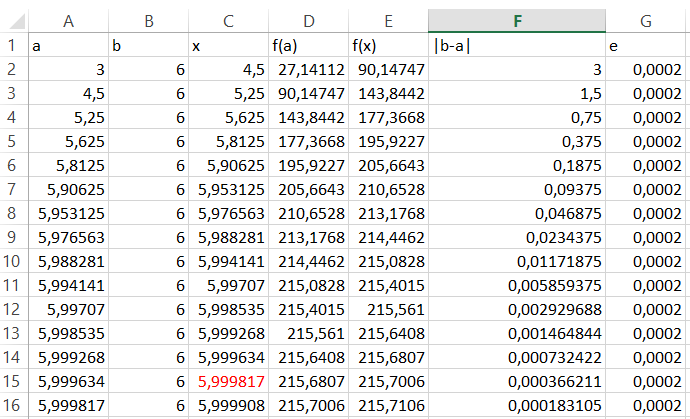 A B C D E F G
1 a b x f(a) f(x) |b-a| e
2 3 6 4,5 27,14112 90,14747 3 0,0002
3 4,5 6 5,25 90,14747 143,8442 1,5 0,0002
4 5,25 6 5,625 143,8442 177,3668 0,75 0,0002
5 5,625 6 5,8125 177,3668 195,9227 0,375 0,0002
6 5,8125 6 5,90625 195,9227 205,6643 0,1875 0,0002
7 5,90625 6 5,953125 205,6643 210,6528 0,09375 0,0002
8 5,953125 6 5,976563 210,6528 213,1768 0,046875 0,0002
9 5,976563 6 5,988281 213,1768 214,4462 0,0234375 0,0002
10 5,988281 6 5,994141 214,4462 215,0828 0,01171875 0,0002
11 5,994141 6 5,99707 215,0828 215,4015 0,005859375 0,0002
12 5,99707 6 5,998535 215,4015 215,561 0,002929688 0,0002
13 5,998535 6 5,999268 215,561 215,6408 0,001464844 0,0002
14 5,999268 6 5,999634 215,6408 215,6807 0,000732422 0,0002
15 5,999634 6 5,999817 215,6807 215,7006 0,000366211 0,0002
16 5,999817 6 5,999908 215,7006 215,7106 0,000183105 0,0002